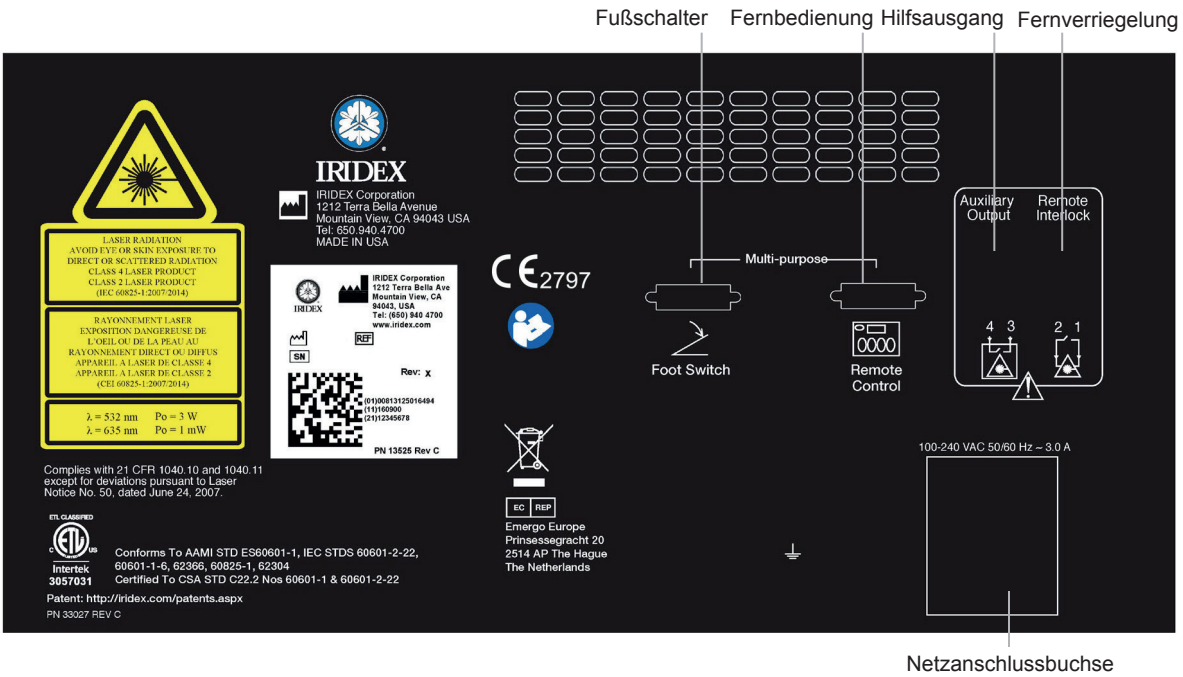 Fußschalter Fernbedienung Hilfsausgang Fernverriegelung
LASER RADIATION
AVOID EYE OR SKIN EXPOSURE TO
DIRECT OR SCATTERED RADIATION
CLASS 4 LASER PRODUCT
CLASS 2 LASER PRODUCT
(IEC 60825-1:2007/2014)
RAYONNEMENT LASER
EXPOSITION DANGEREUSE DE
L'OEIL OU DE LA PEAU AU
RAYONNEMENT DIRECT OU DIFFUS
APPAREIL A LASER DE CLASSE 4
APPAREIL A LASER DE CLASSE 2
(CEI 60825-1:2007/2014)
λ = 532 nm Po = 3 W
λ = 635 nm Po = 1 mW
Complies with 21 CFR 1040.10 and 1040.11
except for deviations pursuant to Laser
Notice No. 50, dated June 24, 2007.
ETL CLASSIFIED
C ETL US
Intertek
3057031
Conforms To AAMI STD ES60601-1, IEC STDS 60601-2-22,
60601-1-6, 62366, 60825-1, 62304
Certified To CSA STD C22.2 Nos 60601-1 & 60601-2-22
Patent: http://iridex.com/patents.aspx
PN 33027 REV C
IRIDEX
IRIDEX Corporation
1212 Terra Bella Avenue
Mountain View, CA 94043 USA
Tel: 650.940.4700
MADE IN USA
IRIDEX
IRIDEX Corporation
1212 Terra Bella Ave
Mountain View, CA
94043, USA
Tel: (650) 940 4700
www.iridex.com
REF
SN
Rev: x
(01)00813125016494
(11)160900
(21)12345678
PN 13525 Rev C
CE 2797
EC REP
Emergo Europe
Prinsessegracht 20
2514 AP The Hague
The Netherlands
Multi-purpose
Foot Switch
0000
Remote
Control
Auxiliary
Output
Remote
Interlock
4 3 2 1
100-240 VAC 50/60 Hz ~ 3.0 A
Netzanschlussbuchse